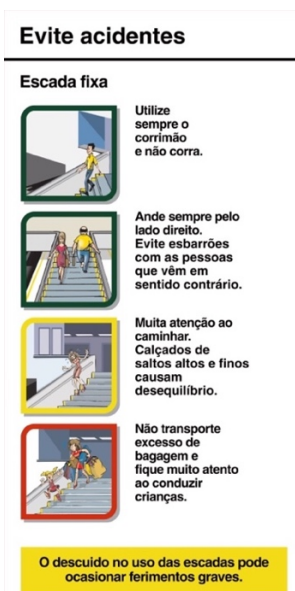 Evite acidentes
Escada fixa
Utilize
sempre o
corrimão
e não corra.
Ande sempre pelo
lado direito.
Evite esbarrões
com as pessoas
que vêm em
sentido contrário.
Muita atenção ao
caminhar.
Calçados de
saltos altos e finos
causam
desequilíbrio.
Não transporte
excesso de
bagagem e
fique muito atento
ao conduzir
crianças.
O descuido no uso das escadas pode
ocasionar ferimentos graves.